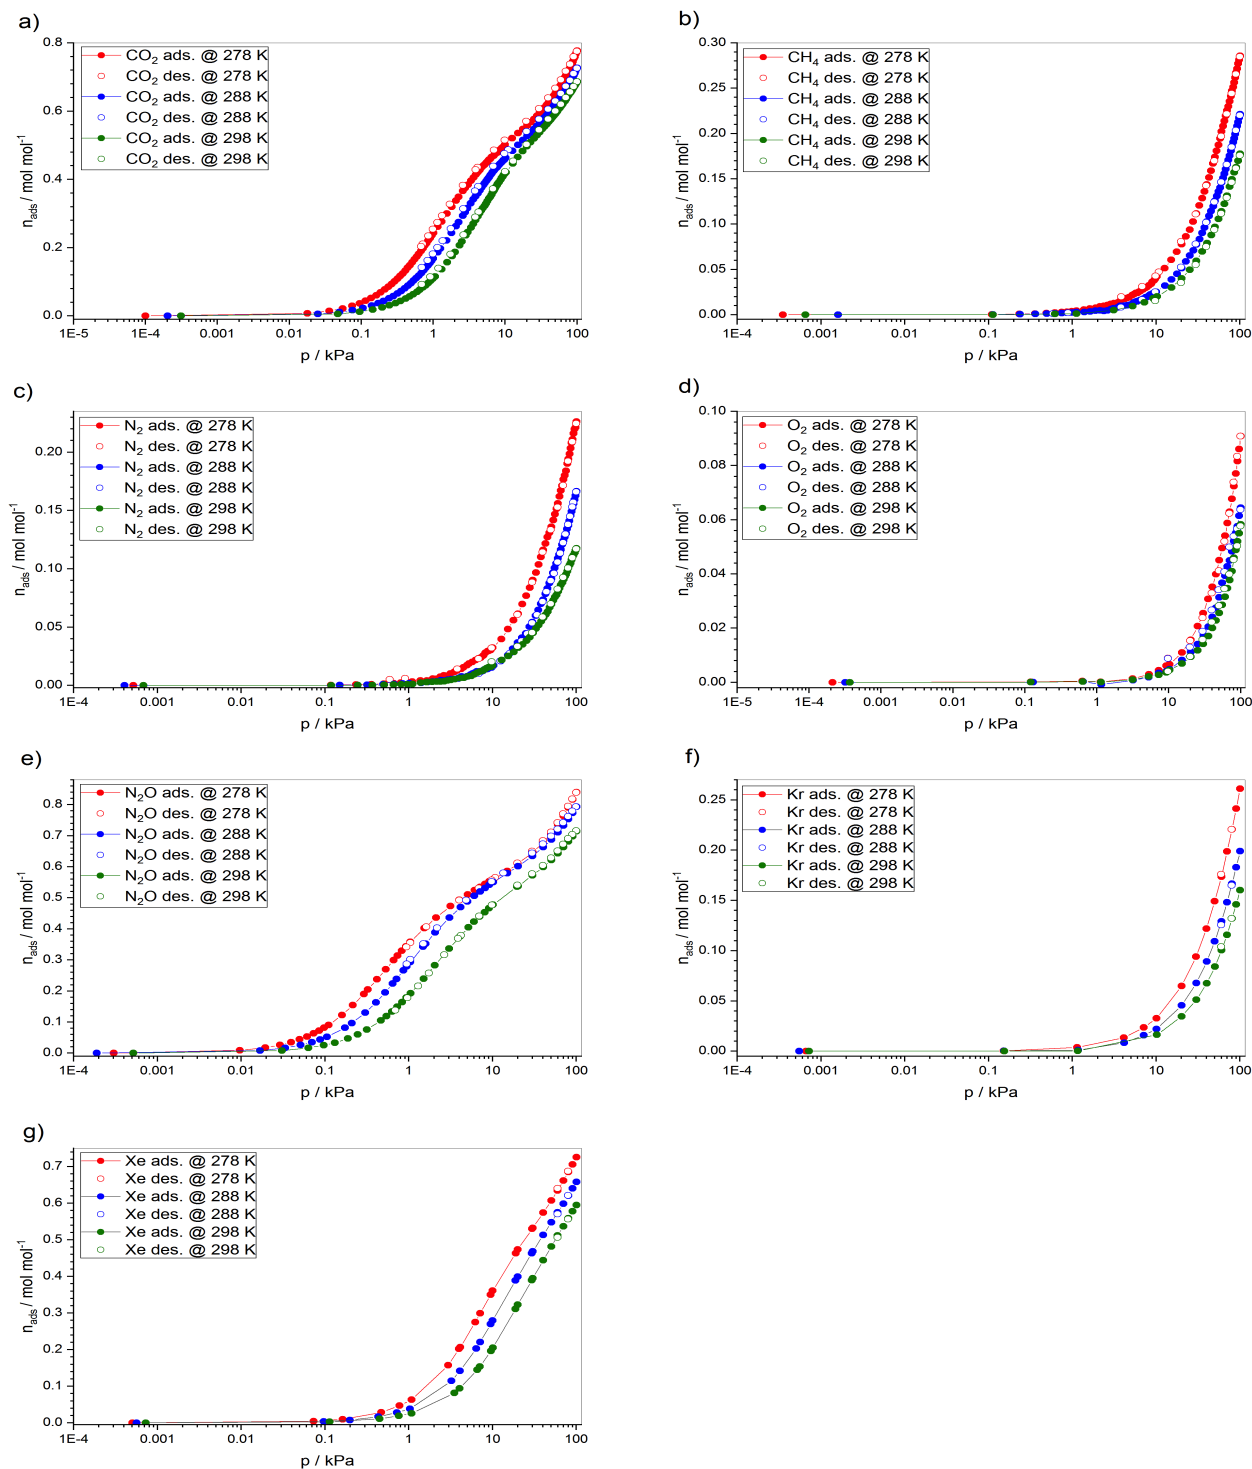 a)
CO2 ads. @ 278 K
CO2 des. @ 278 K
CO2 ads. @ 288 K
CO2 des. @ 288 K
CO2 ads. @ 298 K
CO2 des. @ 298 K
0.8
0.6
0.4
0.2
0.0
nads / mol mol-1
1E-5 1E-4 0.001 0.01 0.1 1 10 100
p / kPa
b)
CH4 ads. @ 278 K
CH4 des. @ 278 K
CH4 ads. @ 288 K
CH4 des. @ 288 K
CH4 ads. @ 298 K
CH4 des. @ 298 K
0.30
0.25
0.20
0.15
0.10
0.05
0.00
nads / mol mol-1
1E-4 0.001 0.01 0.1 1 10 100
p / kPa
c)
N2 ads. @ 278 K
N2 des. @ 278 K
N2 ads. @ 288 K
N2 des. @ 288 K
N2 ads. @ 298 K
N2 des. @ 298 K
0.20
0.15
0.10
0.05
0.00
nads / mol mol-1
1E-4 0.001 0.01 0.1 1 10 100
p / kPa
d)
O2 ads. @ 278 K
O2 des. @ 278 K
O2 ads. @ 288 K
O2 des. @ 288 K
O2 ads. @ 298 K
O2 des. @ 298 K
0.10
0.08
0.06
0.04
0.02
0.00
nads / mol mol-1
1E-5 1E-4 0.001 0.01 0.1 1 10 100
p / kPa
e)
N2O ads. @ 278 K
N2O des. @ 278 K
N2O ads. @ 288 K
N2O des. @ 288 K
N2O ads. @ 298 K
N2O des. @ 298 K
0.8
0.7
0.6
0.5
0.4
0.3
0.2
0.1
0.0
nads / mol mol-1
1E-4 0.001 0.01 0.1 1 10 100
p / kPa
f)
Kr ads. @ 278 K
Kr des. @ 278 K
Kr ads. @ 288 K
Kr des. @ 288 K
Kr ads. @ 298 K
Kr des. @ 298 K
0.25
0.20
0.15
0.10
0.05
0.00
nads / mol mol-1
1E-4 0.001 0.01 0.1 1 10 100
p / kPa
g)
Xe ads. @ 278 K
Xe des. @ 278 K
Xe ads. @ 288 K
Xe des. @ 288 K
Xe ads. @ 298 K
Xe des. @ 298 K
0.7
0.6
0.5
0.4
0.3
0.2
0.1
0.0
nads / mol mol-1
1E-4 0.001 0.01 0.1 1 10 100
p / kPa